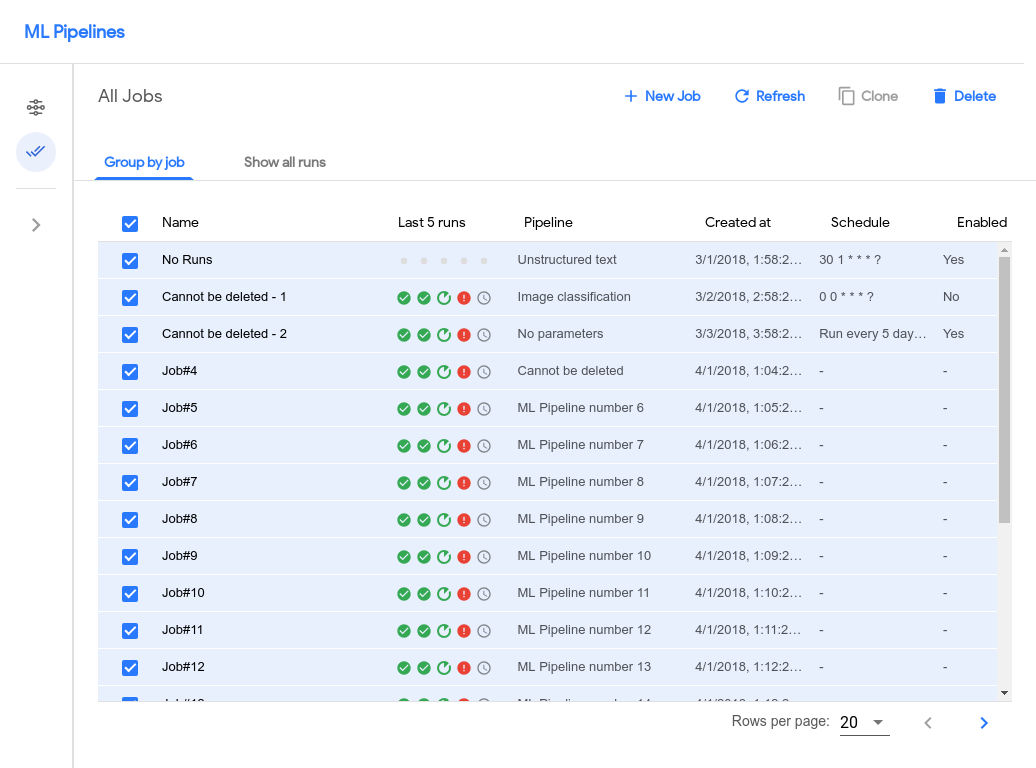 ML Pipelines
All Jobs
New Job Refresh Clone Delete
Group by job Show all runs
Name Last 5 runs Pipeline Created at Schedule Enabled
No Runs Unstructured text 3/1/2018, 1:58:2… 30 1 * * * ? Yes
Cannot be deleted - 1 Image classification 3/2/2018, 2:58:2… 0 0 * * * ? No
Cannot be deleted - 2 No parameters 3/3/2018, 3:58:2… Run every 5 day… Yes
Job#4 Cannot be deleted 4/1/2018, 1:04:2… - -
Job#5 ML Pipeline number 6 4/1/2018, 1:05:2… - -
Job#6 ML Pipeline number 7 4/1/2018, 1:06:2… - -
Job#7 ML Pipeline number 8 4/1/2018, 1:07:2… - -
Job#8 ML Pipeline number 9 4/1/2018, 1:08:2… - -
Job#9 ML Pipeline number 10 4/1/2018, 1:09:2… - -
Job#10 ML Pipeline number 11 4/1/2018, 1:10:2… - -
Job#11 ML Pipeline number 12 4/1/2018, 1:11:2… - -
Job#12 ML Pipeline number 13 4/1/2018, 1:12:2… - -
Rows per page: 20